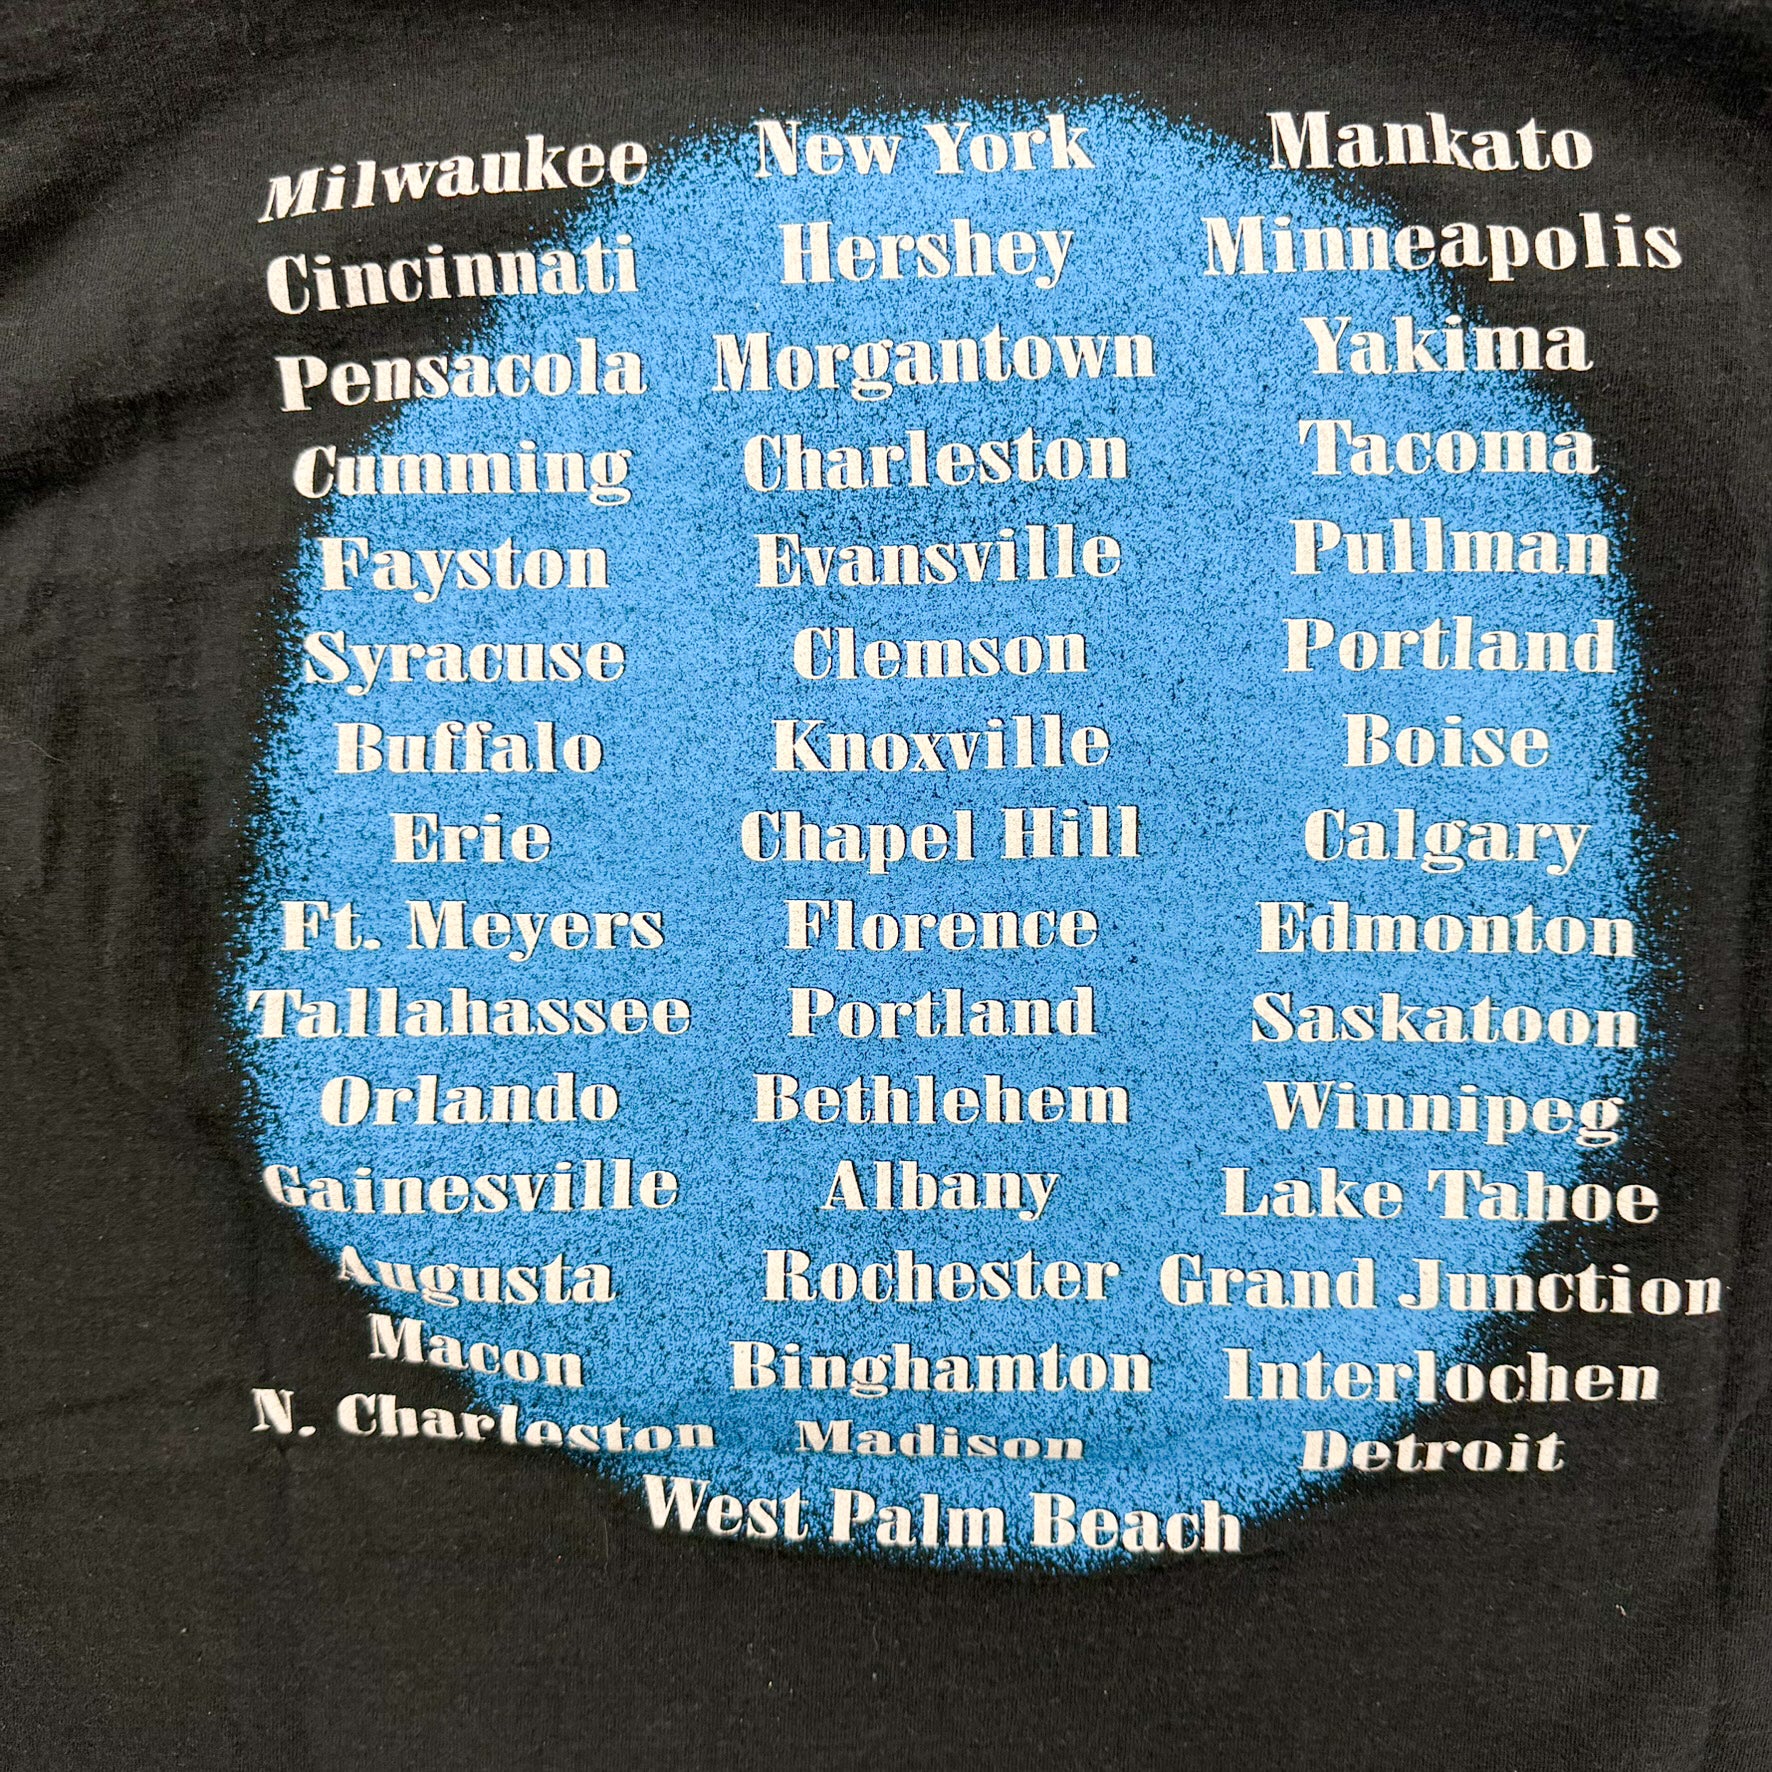 Milwaukee
Cincinnati
Pensacola
Cumming
Fayston
Syracuse
Buffalo
Erie
Ft. Meyers
Tallahassee
Orlando
Gainesville
Augusta
Macon
N. Charleston
New York
Hershey
Morgantown
Charleston
Evansville
Clemson
Knoxville
Chapel Hill
Florence
Portland
Bethlehem
Albany
Rochester
Binghamton
Madison
Mankato
Minneapolis
Yakima
Tacoma
Pullman
Portland
Boise
Calgary
Edmonton
Saskatoon
Winnipeg
Lake Tahoe
Grand Junction
Interlochen
Detroit
West Palm Beach